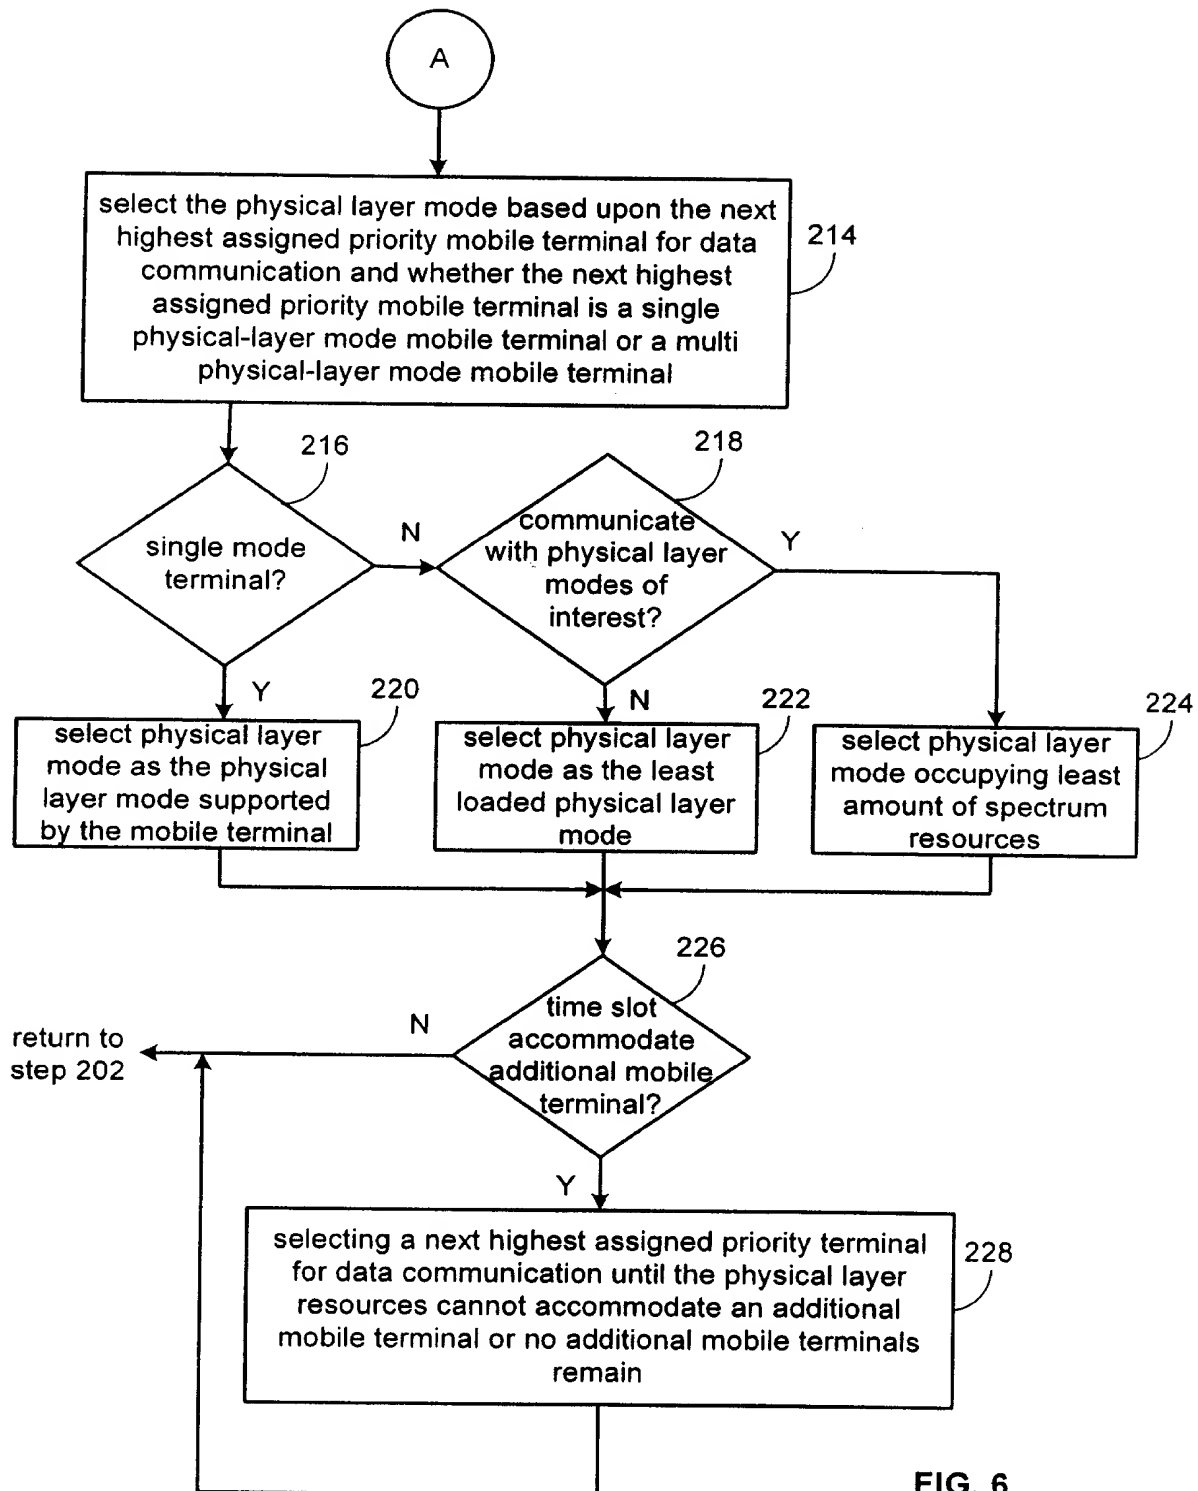 A
select the physical layer mode based upon the next
highest assigned priority mobile terminal for data
communication and whether the next highest
assigned priority mobile terminal is a single
physical-layer mode mobile terminal or a multi
physical-layer mode mobile terminal
214
216
218
single mode
terminal?
N
communicate
with physical layer
modes of
interest?
Y
Y
220
N
222
224
select physical layer
mode as the physical
layer mode supported
by the mobile terminal
select physical layer
mode as the least
loaded physical layer
mode
select physical layer
mode occupying least
amount of spectrum
resources
226
time slot
accommodate
additional mobile
terminal?
N
return to
step 202
Y
selecting a next highest assigned priority terminal
for data communication until the physical layer
resources cannot accommodate an additional
mobile terminal or no additional mobile terminals
remain
228
FIG. 6